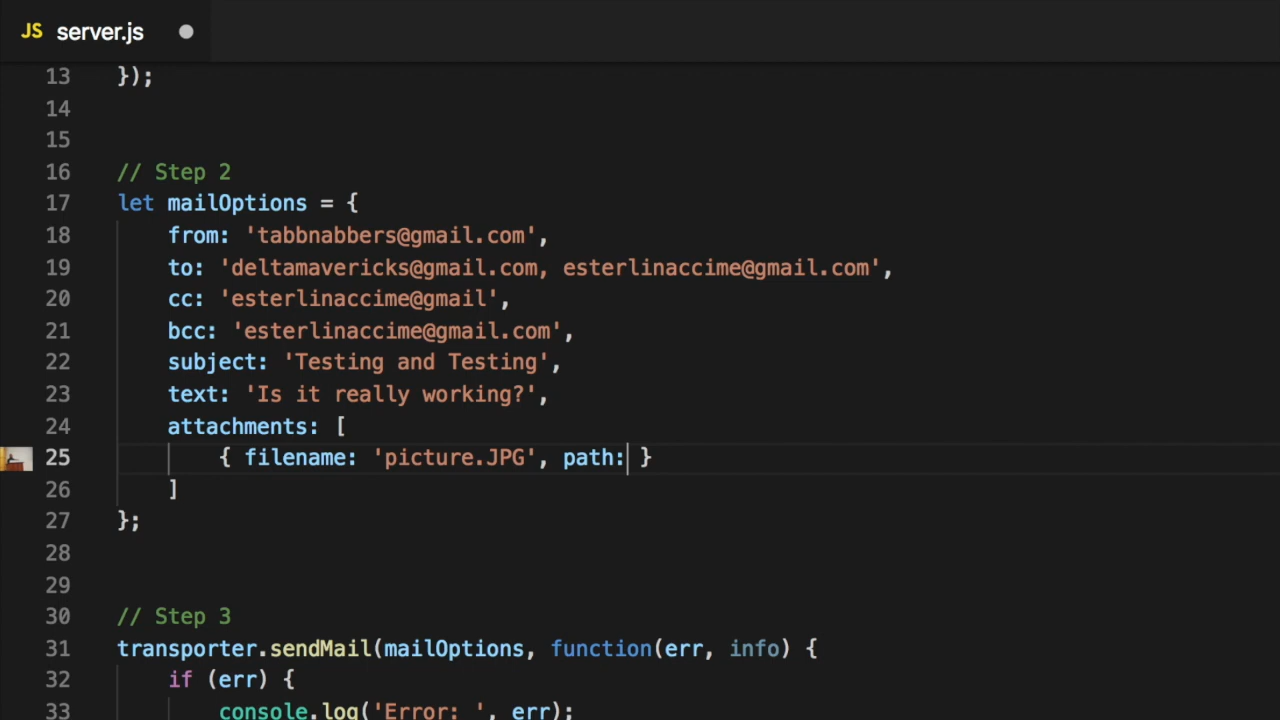 JS server.js
13 });
14
15
16 // Step 2
17 let mailOptions = {
18 from: 'tabbnabbers@gmail.com',
19 to: 'deltamavericks@gmail.com, esterlinaccime@gmail.com',
20 cc: 'esterlinaccime@gmail',
21 bcc: 'esterlinaccime@gmail.com',
22 subject: 'Testing and Testing',
23 text: 'Is it really working?',
24 attachments: [
25 { filename: 'picture.JPG', path: }
26 ]
27 };
28
29
30 // Step 3
31 transporter.sendMail(mailOptions, function(err, info) {
32 if (err) {
33 console.log('Error: ', err);